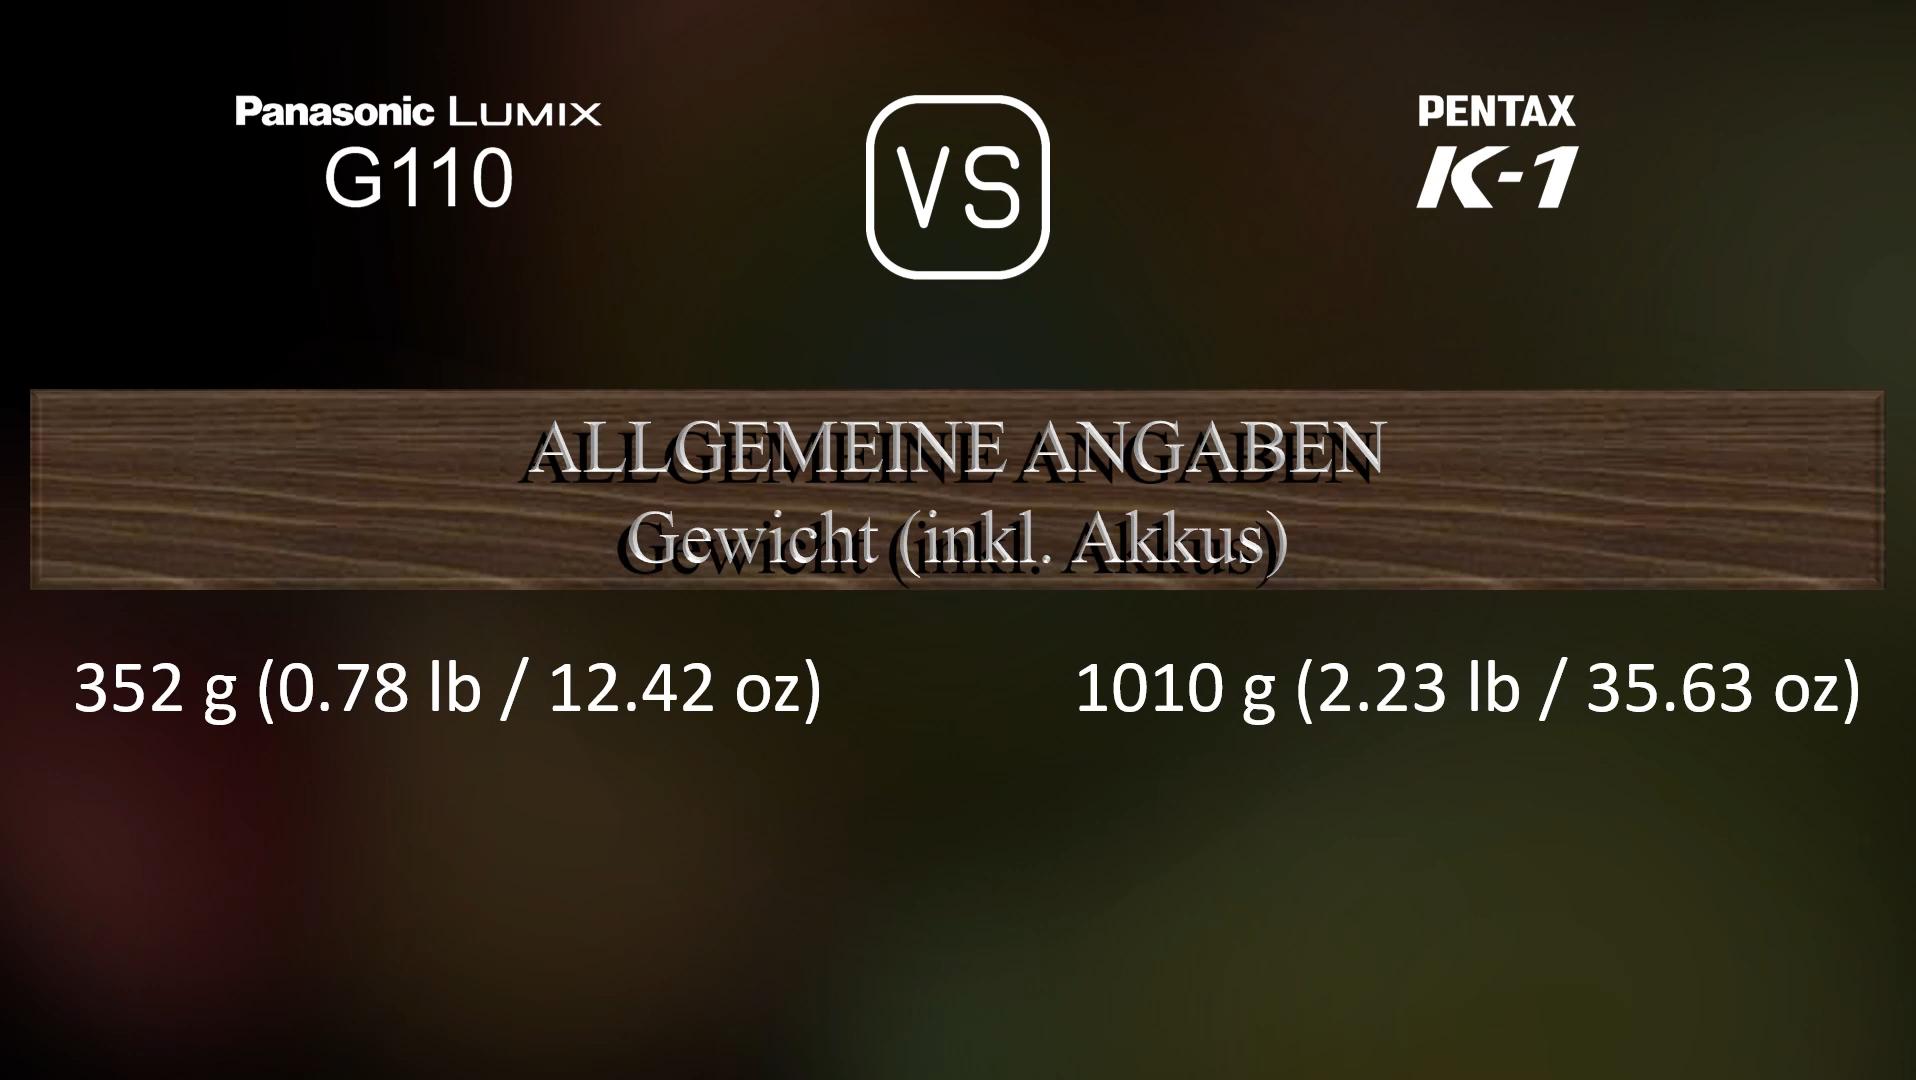 Panasonic LUMIX
G110
VS
PENTAX
K-1
ALLGEMEINE ANGABEN
Gewicht (inkl. Akkus)
352 g (0.78 lb / 12.42 oz)
1010 g (2.23 lb / 35.63 oz)